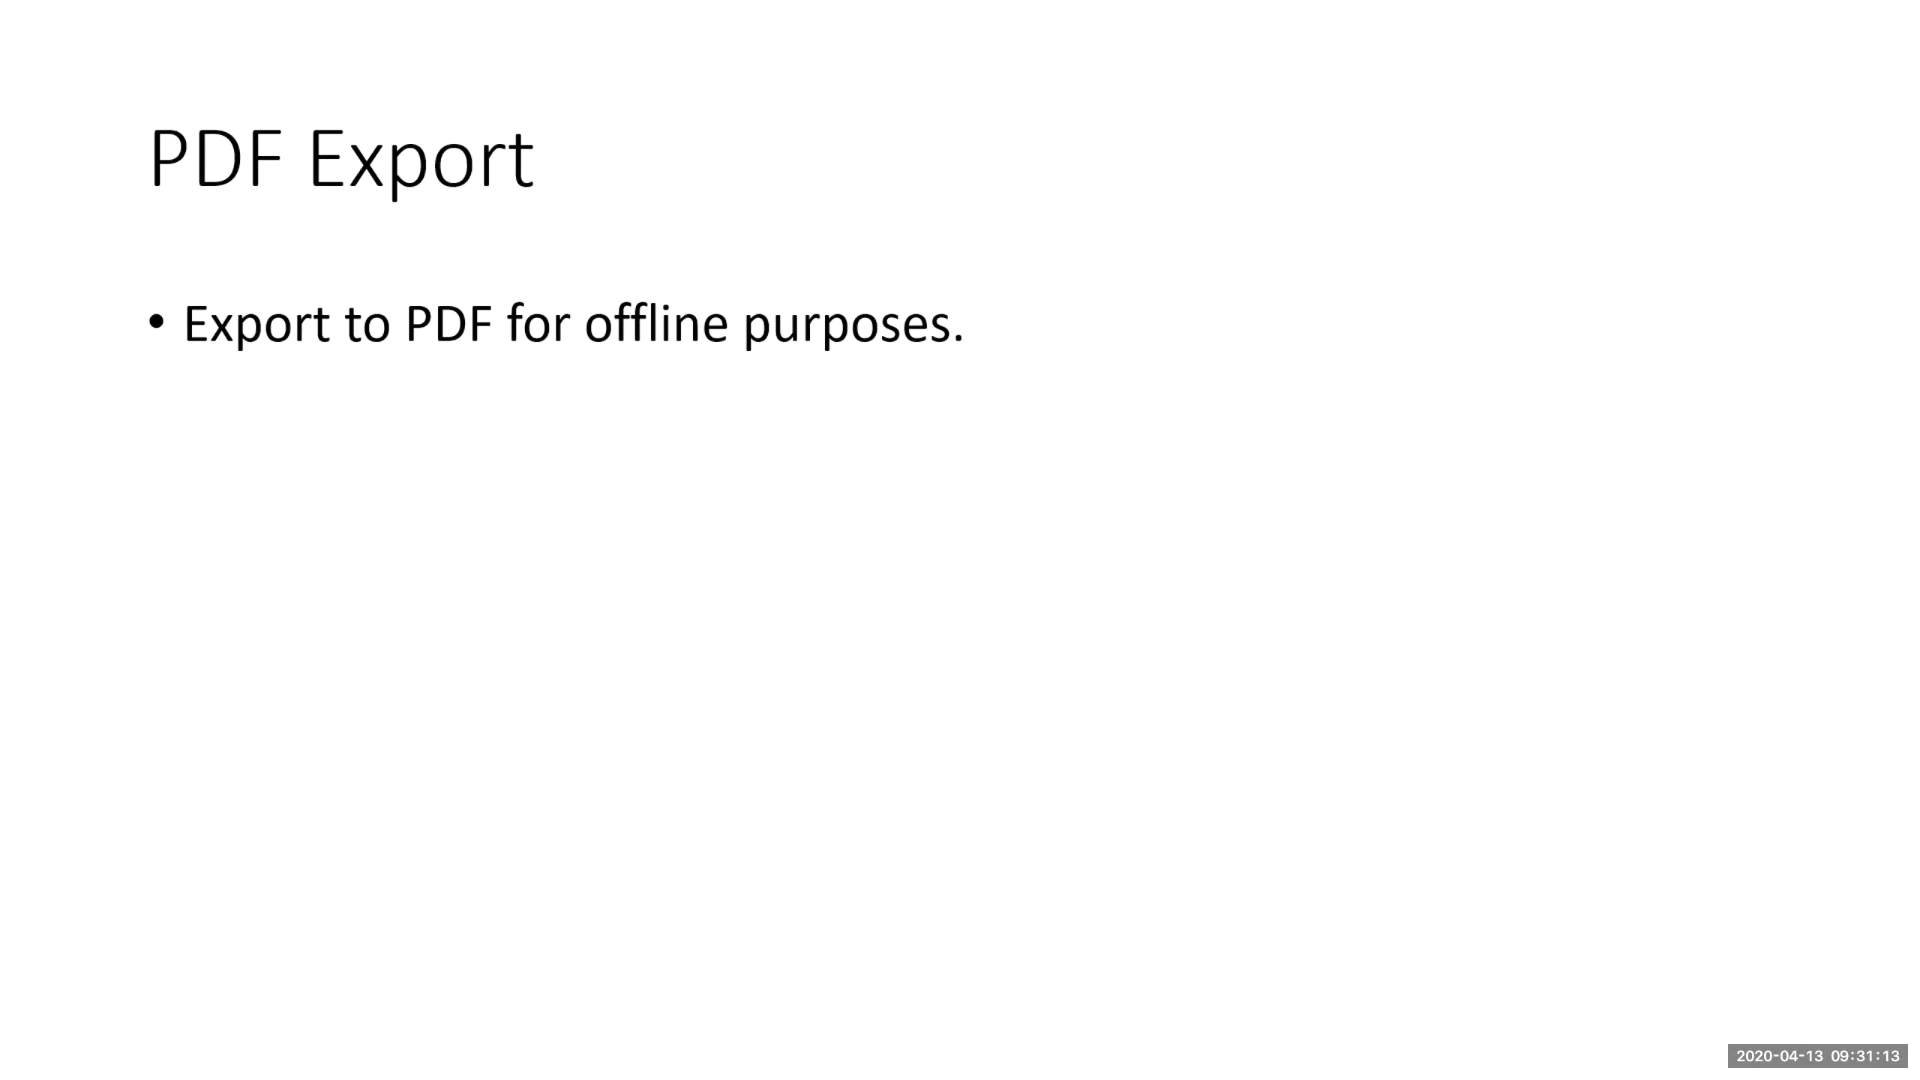 PDF Export
• Export to PDF for offline purposes.
2020-04-13 09:31:13